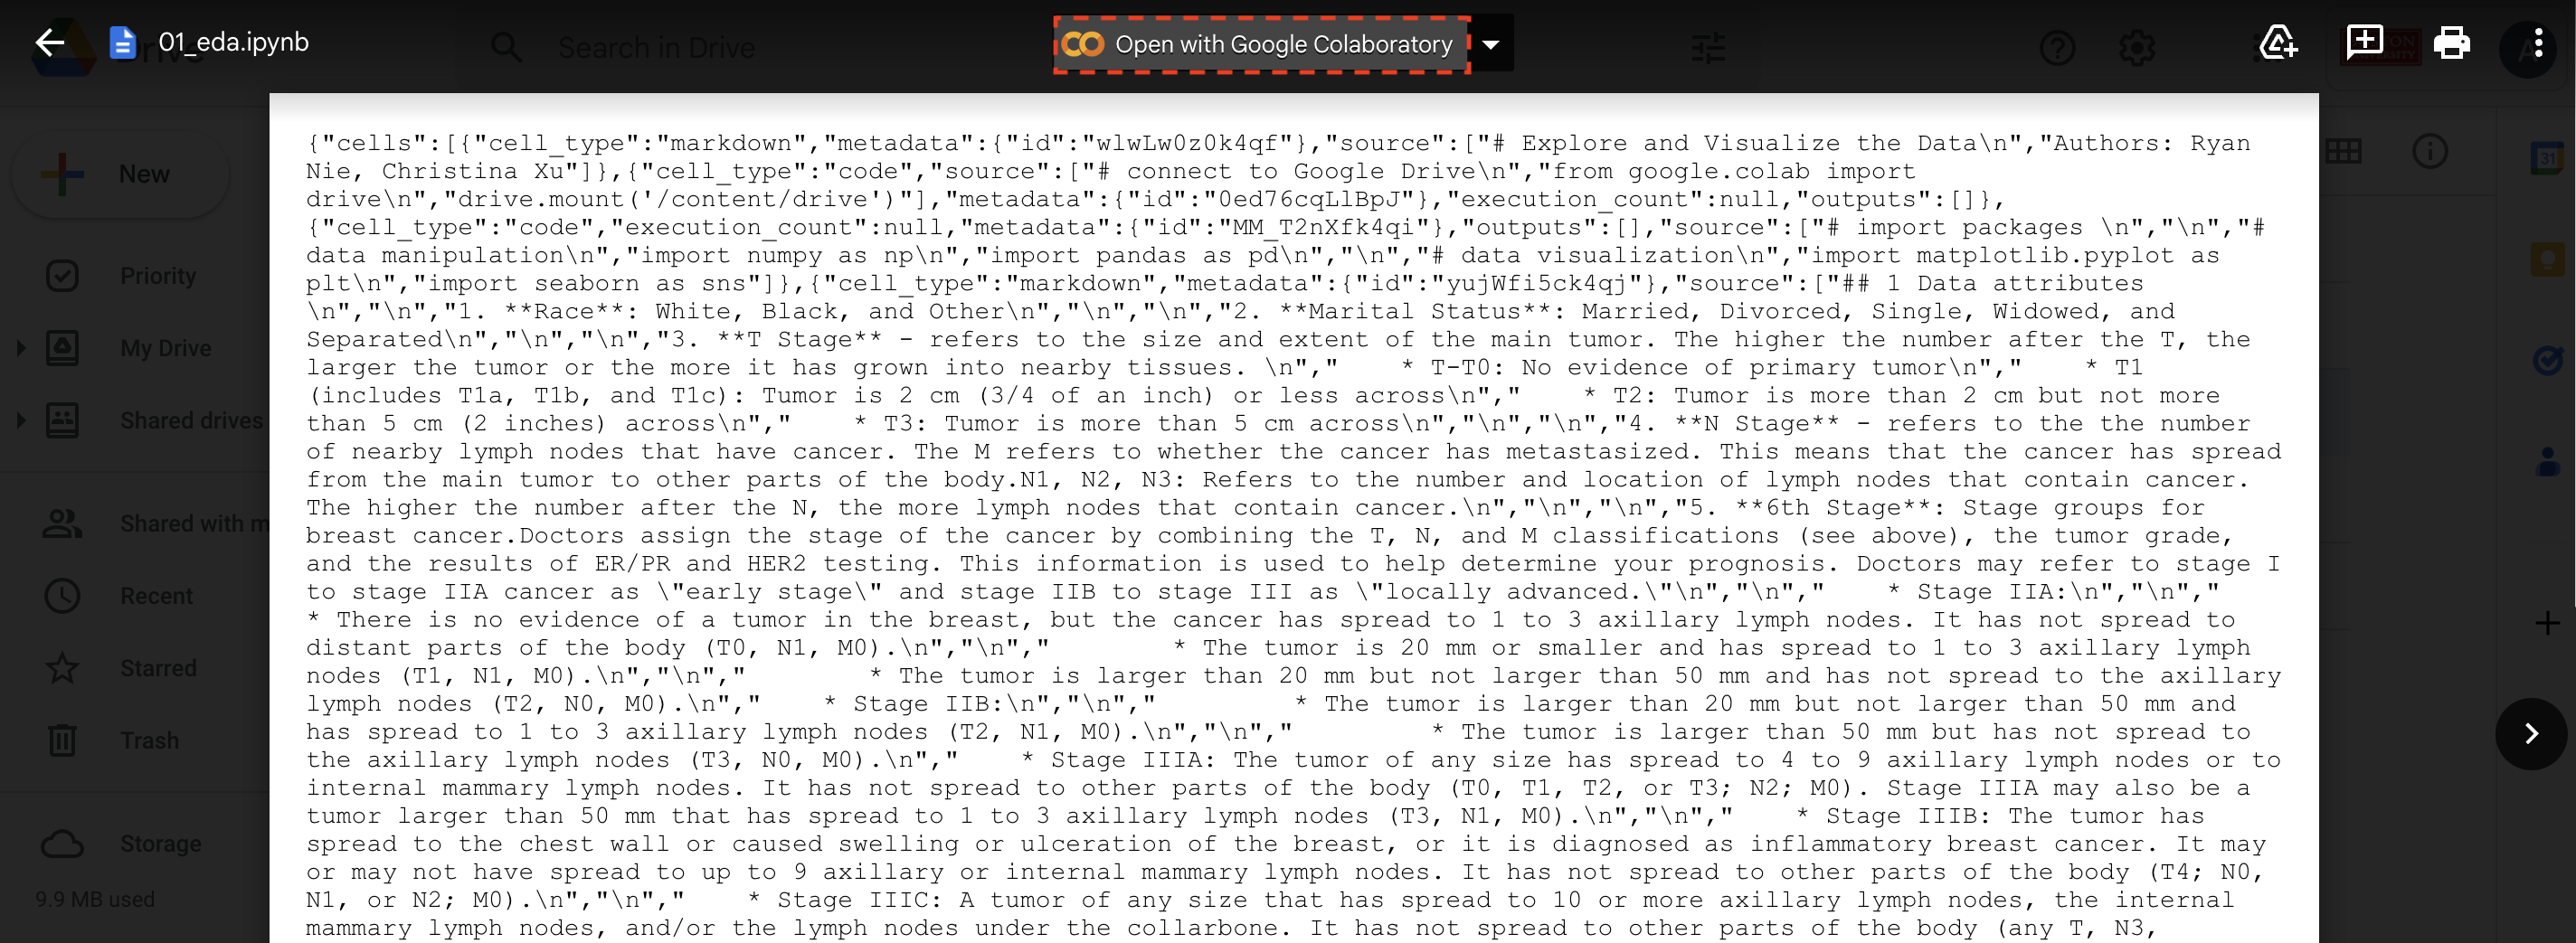 01_eda.ipynb
Drive
Search in Drive
Open with Google Colaboratory
New
Priority
My Drive
Shared drives
Shared with m
Recent
Starred
Trash
Storage
9.9 MB used
31
{"cells":[{"cell_type":"markdown","metadata":{"id":"wlwLw0z0k4qf"},"source":["# Explore and Visualize the Data\n","Authors: Ryan
Nie, Christina Xu"]},{"cell_type":"code","source":["# connect to Google Drive\n","from google.colab import
drive\n","drive.mount('/content/drive')"],"metadata":{"id":"0ed76cqLlBpJ"},"execution_count":null,"outputs":[]},
{"cell_type":"code","execution_count":null,"metadata":{"id":"MM_T2nXfk4qi"},"outputs":[],"source":["# import packages \n","\n","#
data manipulation\n","import numpy as np\n","import pandas as pd\n","\n","# data visualization\n","import matplotlib.pyplot as
plt\n","import seaborn as sns"]},{"cell_type":"markdown","metadata":{"id":"yujWfi5ck4qj"},"source":["## 1 Data attributes
\n","\n","1. **Race**: White, Black, and Other\n","\n","\n","2. **Marital Status**: Married, Divorced, Single, Widowed, and
Separated\n","\n","\n","3. **T Stage** - refers to the size and extent of the main tumor. The higher the number after the T, the
larger the tumor or the more it has grown into nearby tissues. \n","    * T-T0: No evidence of primary tumor\n","    * T1
(includes T1a, T1b, and T1c): Tumor is 2 cm (3/4 of an inch) or less across\n","    * T2: Tumor is more than 2 cm but not more
than 5 cm (2 inches) across\n","    * T3: Tumor is more than 5 cm across\n","\n","\n","4. **N Stage** - refers to the the number
of nearby lymph nodes that have cancer. The M refers to whether the cancer has metastasized. This means that the cancer has spread
from the main tumor to other parts of the body.N1, N2, N3: Refers to the number and location of lymph nodes that contain cancer.
The higher the number after the N, the more lymph nodes that contain cancer.\n","\n","\n","5. **6th Stage**: Stage groups for
breast cancer.Doctors assign the stage of the cancer by combining the T, N, and M classifications (see above), the tumor grade,
and the results of ER/PR and HER2 testing. This information is used to help determine your prognosis. Doctors may refer to stage I
to stage IIA cancer as \"early stage\" and stage IIB to stage III as \"locally advanced.\"\n","\n","    * Stage IIA:\n","\n","
* There is no evidence of a tumor in the breast, but the cancer has spread to 1 to 3 axillary lymph nodes. It has not spread to
distant parts of the body (T0, N1, M0).\n","\n","        * The tumor is 20 mm or smaller and has spread to 1 to 3 axillary lymph
nodes (T1, N1, M0).\n","\n","        * The tumor is larger than 20 mm but not larger than 50 mm and has not spread to the axillary
lymph nodes (T2, N0, M0).\n","    * Stage IIB:\n","\n","         * The tumor is larger than 20 mm but not larger than 50 mm and
has spread to 1 to 3 axillary lymph nodes (T2, N1, M0).\n","\n","         * The tumor is larger than 50 mm but has not spread to
the axillary lymph nodes (T3, N0, M0).\n","    * Stage IIIA: The tumor of any size has spread to 4 to 9 axillary lymph nodes or to
internal mammary lymph nodes. It has not spread to other parts of the body (T0, T1, T2, or T3; N2; M0). Stage IIIA may also be a
tumor larger than 50 mm that has spread to 1 to 3 axillary lymph nodes (T3, N1, M0).\n","\n","    * Stage IIIB: The tumor has
spread to the chest wall or caused swelling or ulceration of the breast, or it is diagnosed as inflammatory breast cancer. It may
or may not have spread to up to 9 axillary or internal mammary lymph nodes. It has not spread to other parts of the body (T4; N0,
N1, or N2; M0).\n","\n","    * Stage IIIC: A tumor of any size that has spread to 10 or more axillary lymph nodes, the internal
mammary lymph nodes, and/or the lymph nodes under the collarbone. It has not spread to other parts of the body (any T, N3,